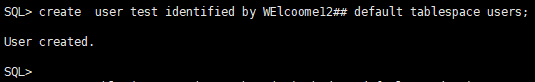 SQL> create  user test identified by WElcoome12## default tablespace users;
User created.
SQL>